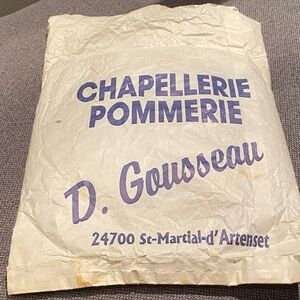 CHAPELLERIE
POMMERIE
D. Gousseau
24700 St-Martial-d'Artenset